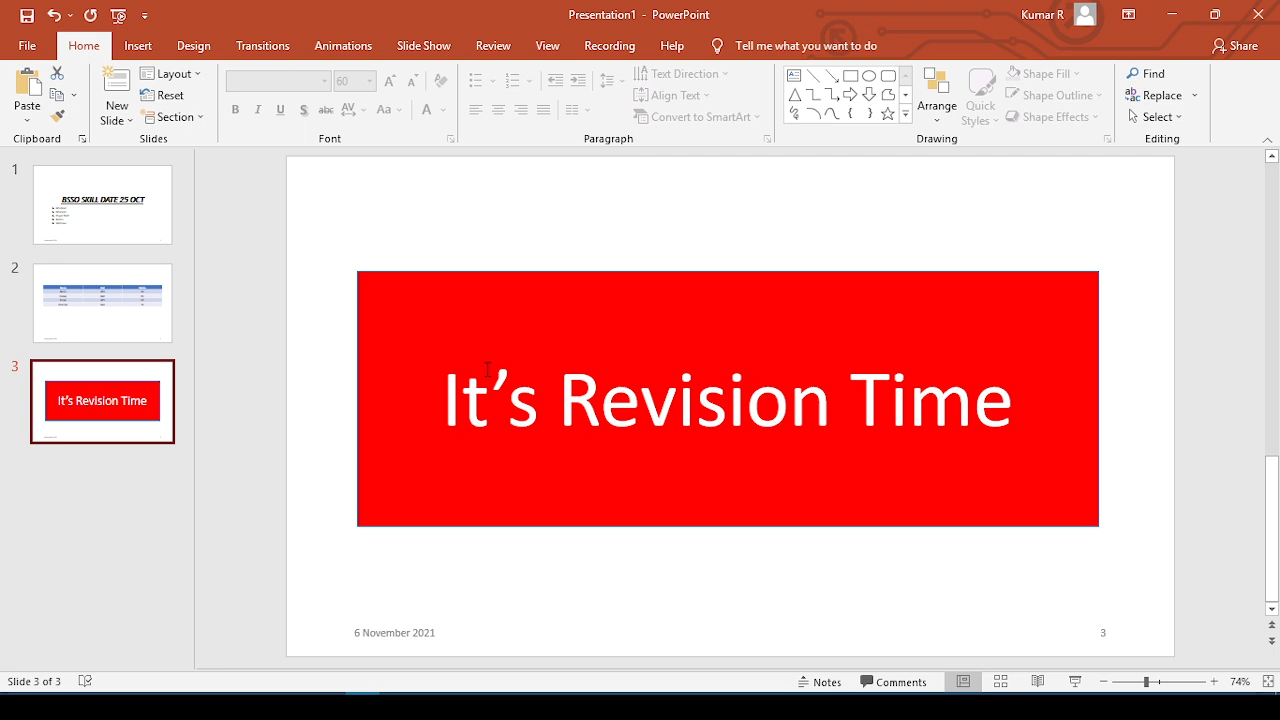 Presentation1 - PowerPoint
Kumar R
File Home Insert Design Transitions Animations Slide Show Review View Recording Help Tell me what you want to do Share
Paste
New Slide
Layout
Reset
Section
60
B I U S abc AV Aa A
Text Direction
Align Text
Convert to SmartArt
Arrange
Quick Styles
Shape Fill
Shape Outline
Shape Effects
Find
Replace
Select
Clipboard Slides Font Paragraph Drawing Editing
1
BSSO SKILL DATE 25 OCT
2
3
It's Revision Time
It’s Revision Time
6 November 2021
3
Slide 3 of 3
Notes
Comments
74%